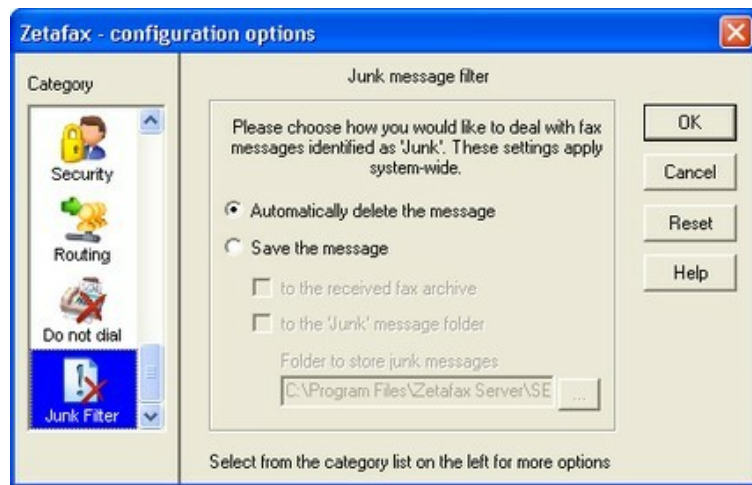 Zetafax - configuration options
Category
Security
Routing
Do not dial
Junk Filter
Junk message filter
Please choose how you would like to deal with fax
messages identified as 'Junk'. These settings apply
system-wide.
Automatically delete the message
Save the message
to the received fax archive
to the 'Junk' message folder
Folder to store junk messages
C:\Program Files\Zetafax Server\SE
...
Select from the category list on the left for more options
OK
Cancel
Reset
Help